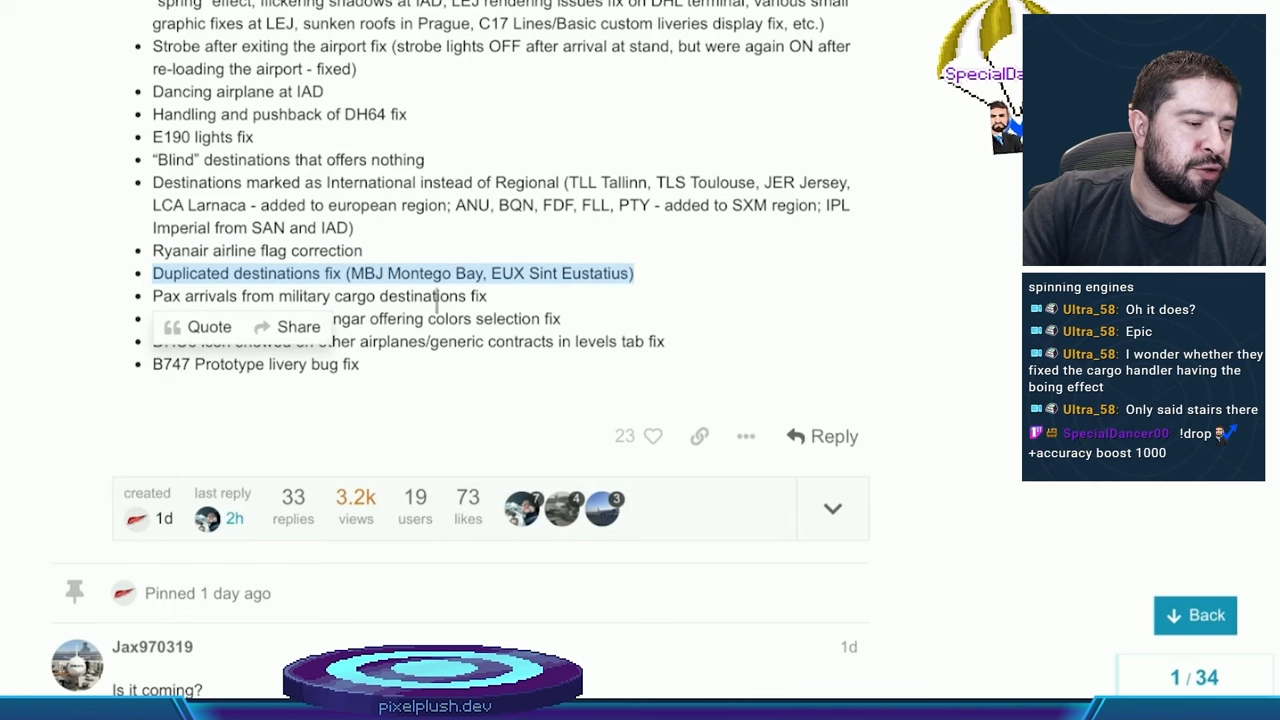 "spring" effect, flickering shadows at IAD, LEJ rendering issues fix on DHL terminal, various small
graphic fixes at LEJ, sunken roofs in Prague, C17 Lines/Basic custom liveries display fix, etc.)
Strobe after exiting the airport fix (strobe lights OFF after arrival at stand, but were again ON after
re-loading the airport - fixed)
Dancing airplane at IAD
Handling and pushback of DH64 fix
E190 lights fix
“Blind” destinations that offers nothing
Destinations marked as International instead of Regional (TLL Tallinn, TLS Toulouse, JER Jersey,
LCA Larnaca - added to european region; ANU, BQN, FDF, FLL, PTY - added to SXM region; IPL
Imperial from SAN and IAD)
Ryanair airline flag correction
Duplicated destinations fix (MBJ Montego Bay, EUX Sint Eustatius)
Pax arrivals from military cargo destinations fix
ngar offering colors selection fix
Quote Share
other airplanes/generic contracts in levels tab fix
B747 Prototype livery bug fix
23 Reply
created last reply 33 3.2k 19 73 7 4 3
1d 2h replies views users likes
Pinned 1 day ago
Jax970319 1d
Is it coming?
Back
1 / 34
pixelplush.dev
SpecialDa
spinning engines
Ultra_58: Oh it does?
Ultra_58: Epic
Ultra_58: I wonder whether they
fixed the cargo handler having the
boing effect
Ultra_58: Only said stairs there
SpecialDancer00 !drop
+accuracy boost 1000